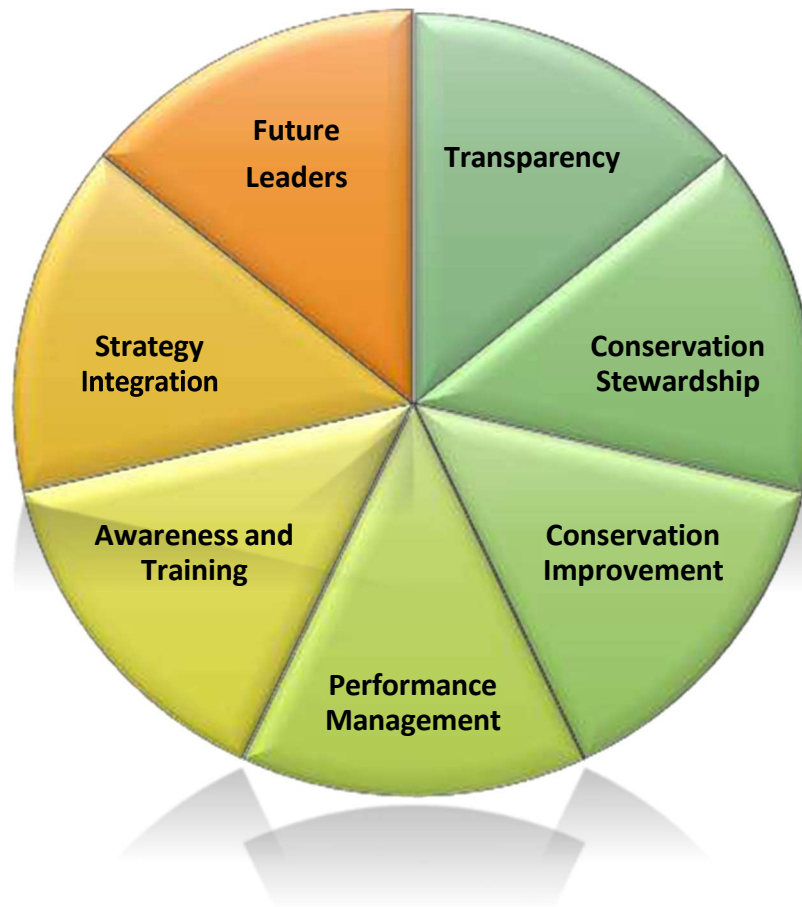 Future
Leaders
Transparency
Conservation
Stewardship
Conservation
Improvement
Performance
Management
Awareness and
Training
Strategy
Integration